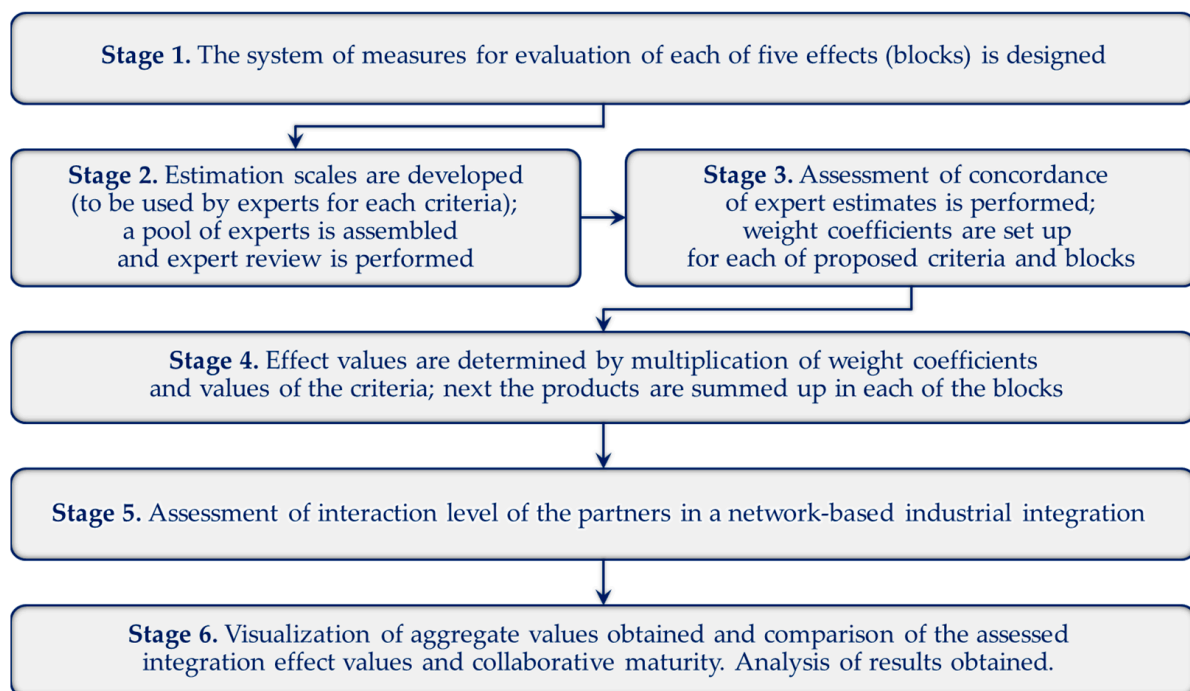 Stage 1. The system of measures for evaluation of each of five effects (blocks) is designed
Stage 2. Estimation scales are developed
(to be used by experts for each criteria);
a pool of experts is assembled
and expert review is performed
Stage 3. Assessment of concordance
of expert estimates is performed;
weight coefficients are set up
for each of proposed criteria and blocks
Stage 4. Effect values are determined by multiplication of weight coefficients
and values of the criteria; next the products are summed up in each of the blocks
Stage 5. Assessment of interaction level of the partners in a network-based industrial integration
Stage 6. Visualization of aggregate values obtained and comparison of the assessed
integration effect values and collaborative maturity. Analysis of results obtained.